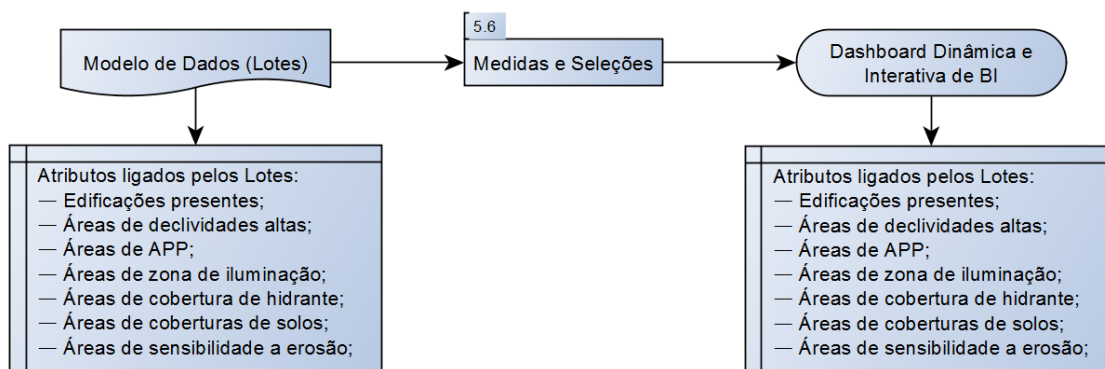 5.6
Modelo de Dados (Lotes)
Medidas e Seleções
Dashboard Dinâmica e
Interativa de BI
Atributos ligados pelos Lotes:
— Edificações presentes;
— Áreas de declividades altas;
— Áreas de APP;
— Áreas de zona de iluminação;
— Áreas de cobertura de hidrante;
— Áreas de coberturas de solos;
— Áreas de sensibilidade a erosão;
Atributos ligados pelos Lotes:
— Edificações presentes;
— Áreas de declividades altas;
— Áreas de APP;
— Áreas de zona de iluminação;
— Áreas de cobertura de hidrante;
— Áreas de coberturas de solos;
— Áreas de sensibilidade a erosão;